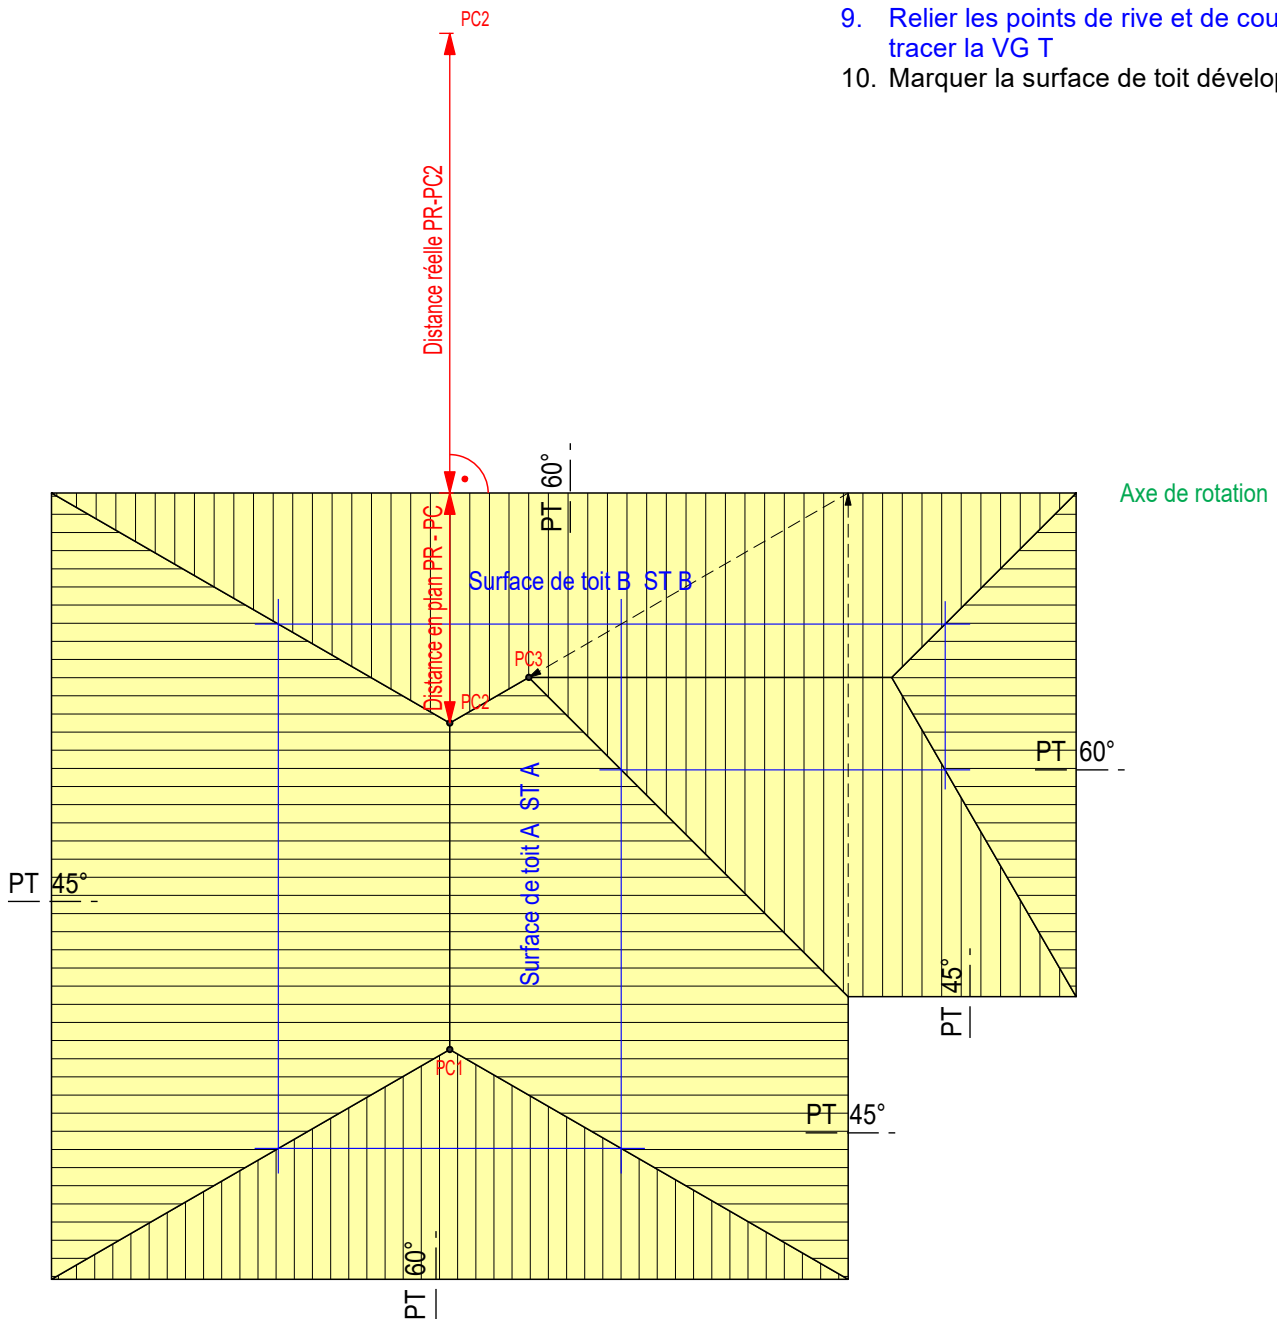 PC2
9. Relier les points de rive et de cou
tracer la VG T
10. Marquer la surface de toit dévelop
Distance réelle PR-PC2
PT 60°
Axe de rotation
Distance en plan PR - PC
Surface de toit B ST B
PC3
PC2
PT 60°
Surface de toit A ST A
PT 45°
PT 45°
PC1
PT 45°
PT 60°